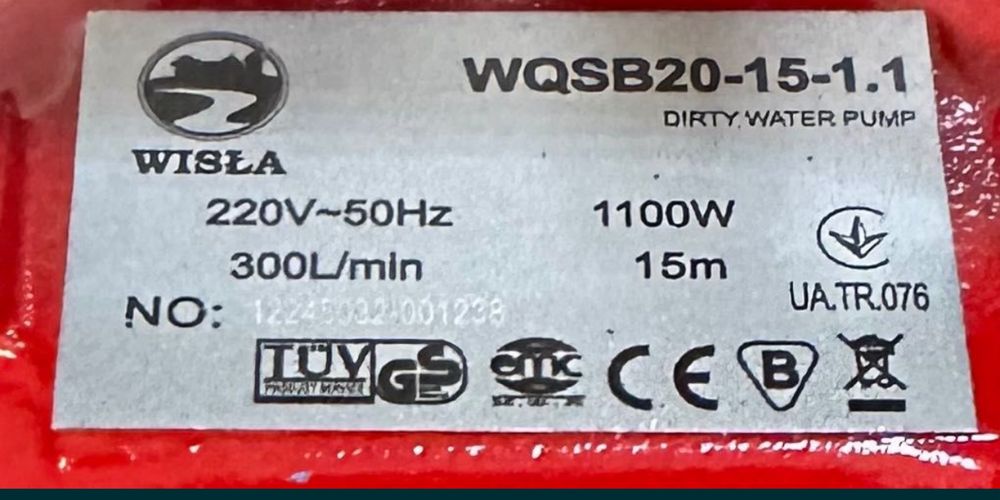 WQSB20-15-1.1
DIRTY WATER PUMP
WISŁA
220V~50Hz 1100W
300L/min 15m
NO:
UA.TR.076
TÜV GS
CE B